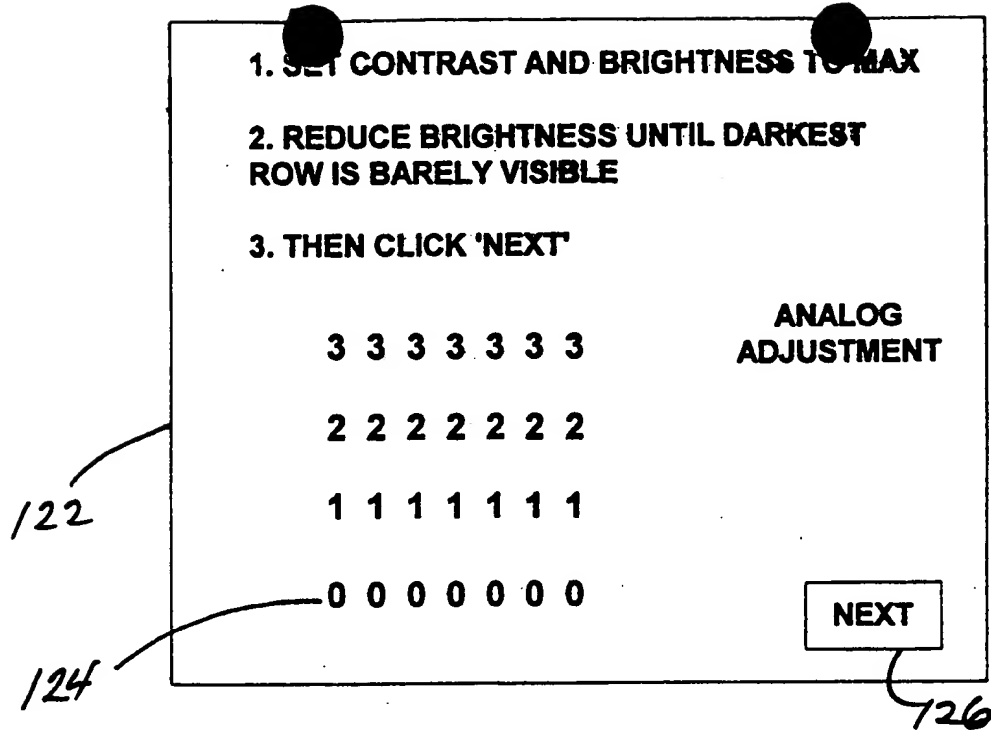 1. SET CONTRAST AND BRIGHTNESS TO MAX
2. REDUCE BRIGHTNESS UNTIL DARKEST
ROW IS BARELY VISIBLE
3. THEN CLICK 'NEXT'
ANALOG
ADJUSTMENT
3 3 3 3 3 3 3
2 2 2 2 2 2 2
1 1 1 1 1 1 1
0 0 0 0 0 0 0
NEXT
122
124
126